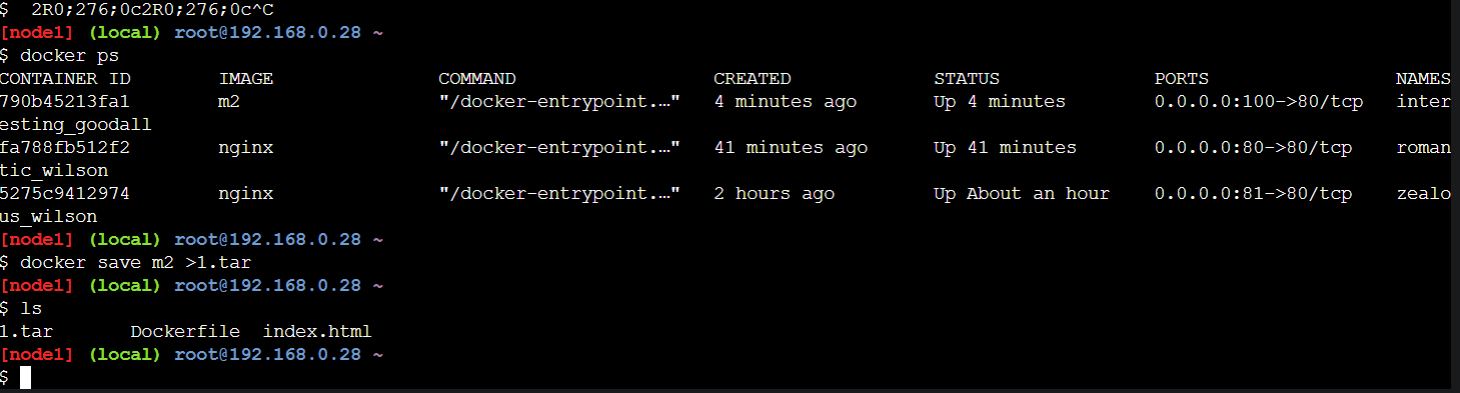 $  2R0;276;0c2R0;276;0c^C
[node1] (local) root@192.168.0.28 ~
$ docker ps
CONTAINER ID        IMAGE               COMMAND                  CREATED             STATUS              PORTS                NAMES
790b45213fa1        m2                  "/docker-entrypoint.…"   4 minutes ago       Up 4 minutes        0.0.0.0:100->80/tcp   inter
esting_goodall
fa788fb512f2        nginx               "/docker-entrypoint.…"   41 minutes ago      Up 41 minutes       0.0.0.0:80->80/tcp    roman
tic_wilson
5275c9412974        nginx               "/docker-entrypoint.…"   2 hours ago         Up About an hour    0.0.0.0:81->80/tcp    zealo
us_wilson
[node1] (local) root@192.168.0.28 ~
$ docker save m2 >1.tar
[node1] (local) root@192.168.0.28 ~
$ ls
1.tar       Dockerfile  index.html
[node1] (local) root@192.168.0.28 ~
$